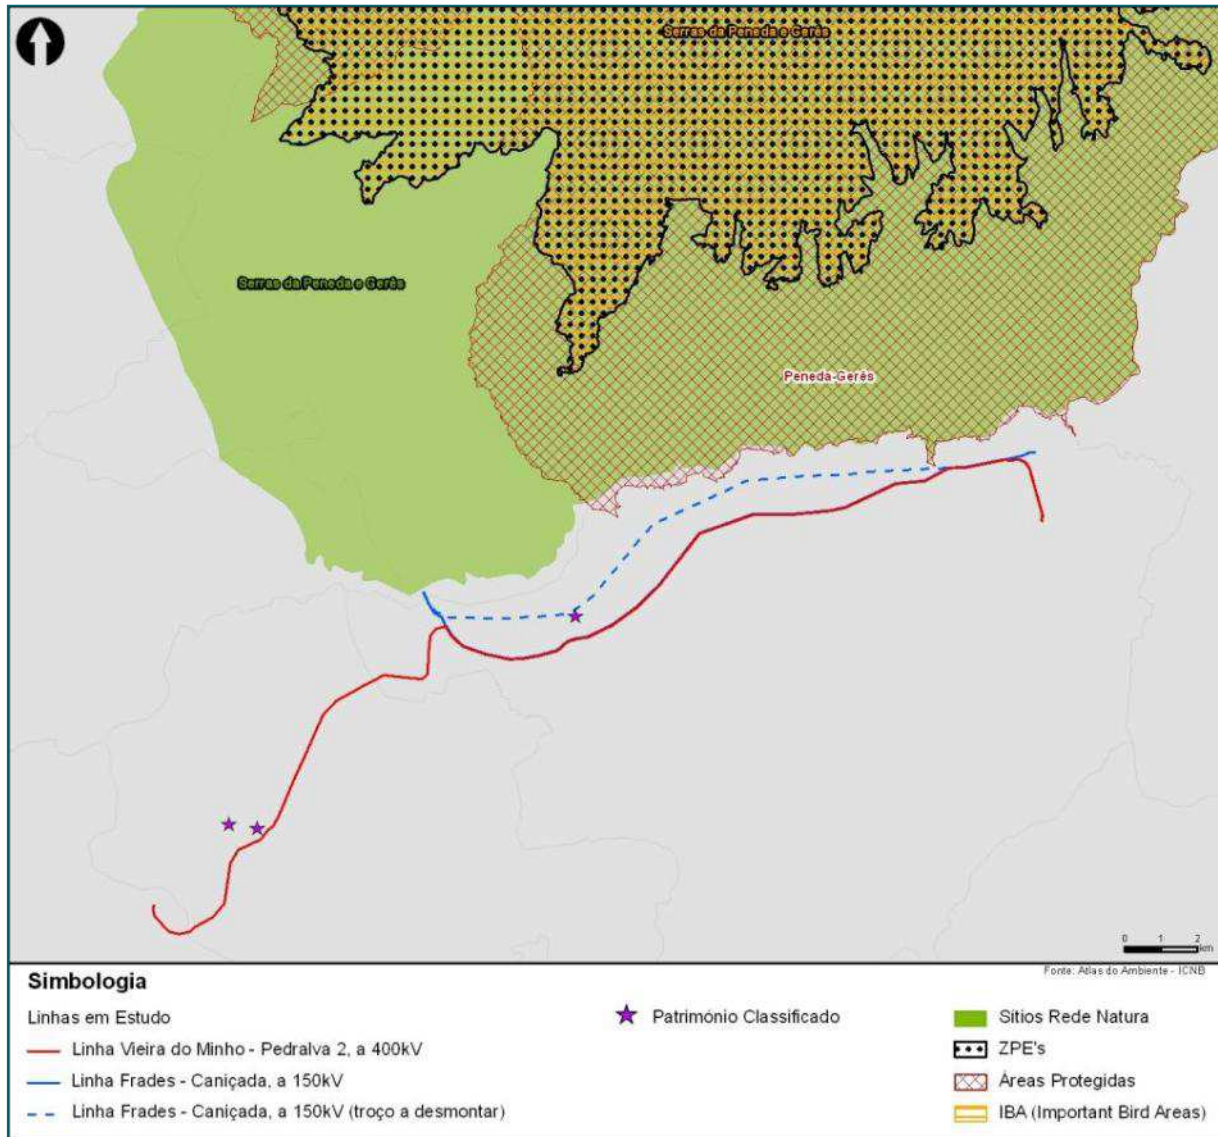 Serras da Peneda e Gerês
Serras da Peneda e Gerês
Peneda-Gerês
0 1 2
km
Fonte: Atlas do Ambiente - ICNB
Simbologia
Linhas em Estudo
Linha Vieira do Minho - Pedralva 2, a 400kV
Linha Frades - Caniçada, a 150kV
Linha Frades - Caniçada, a 150kV (troço a desmontar)
Património Classificado
Sítios Rede Natura
ZPE's
Áreas Protegidas
IBA (Important Bird Areas)